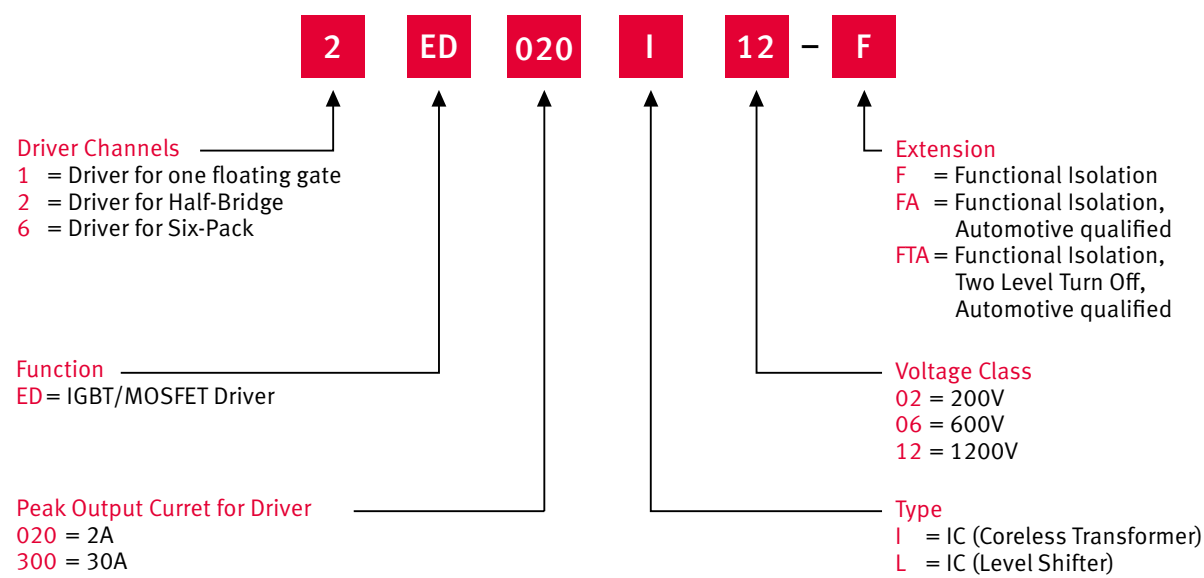 2 ED 020 I 12 – F
Driver Channels
1 = Driver for one floating gate
2 = Driver for Half-Bridge
6 = Driver for Six-Pack
Function
ED = IGBT/MOSFET Driver
Peak Output Curret for Driver
020 = 2A
300 = 30A
Extension
F = Functional Isolation
FA = Functional Isolation,
Automotive qualified
FTA = Functional Isolation,
Two Level Turn Off,
Automotive qualified
Voltage Class
02 = 200V
06 = 600V
12 = 1200V
Type
I = IC (Coreless Transformer)
L = IC (Level Shifter)